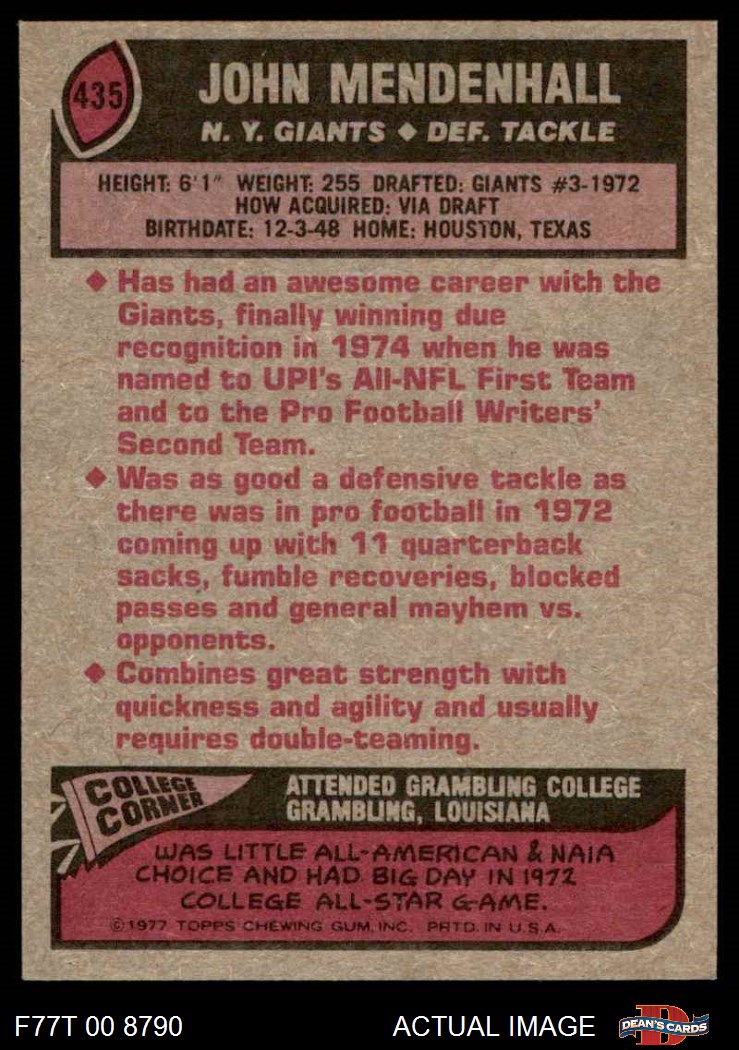 435
JOHN MENDENHALL
N. Y. GIANTS ◆ DEF. TACKLE
HEIGHT: 6'1" WEIGHT: 255 DRAFTED: GIANTS #3-1972
HOW ACQUIRED: VIA DRAFT
BIRTHDATE: 12-3-48 HOME: HOUSTON, TEXAS
◆ Has had an awesome career with the
Giants, finally winning due
recognition in 1974 when he was
named to UPI's All-NFL First Team
and to the Pro Football Writers'
Second Team.
◆ Was as good a defensive tackle as
there was in pro football in 1972
coming up with 11 quarterback
sacks, fumble recoveries, blocked
passes and general mayhem vs.
opponents.
◆ Combines great strength with
quickness and agility and usually
requires double-teaming.
COLLEGE
CORNER
ATTENDED GRAMBLING COLLEGE
GRAMBLING, LOUISIANA
WAS LITTLE ALL-AMERICAN & NAIA
CHOICE AND HAD BIG DAY IN 1972
COLLEGE ALL-STAR GAME.
©1977 TOPPS CHEWING GUM, INC. PRTD. IN U.S.A.
F77T 00 8790
ACTUAL IMAGE
D
DEAN'S CARDS